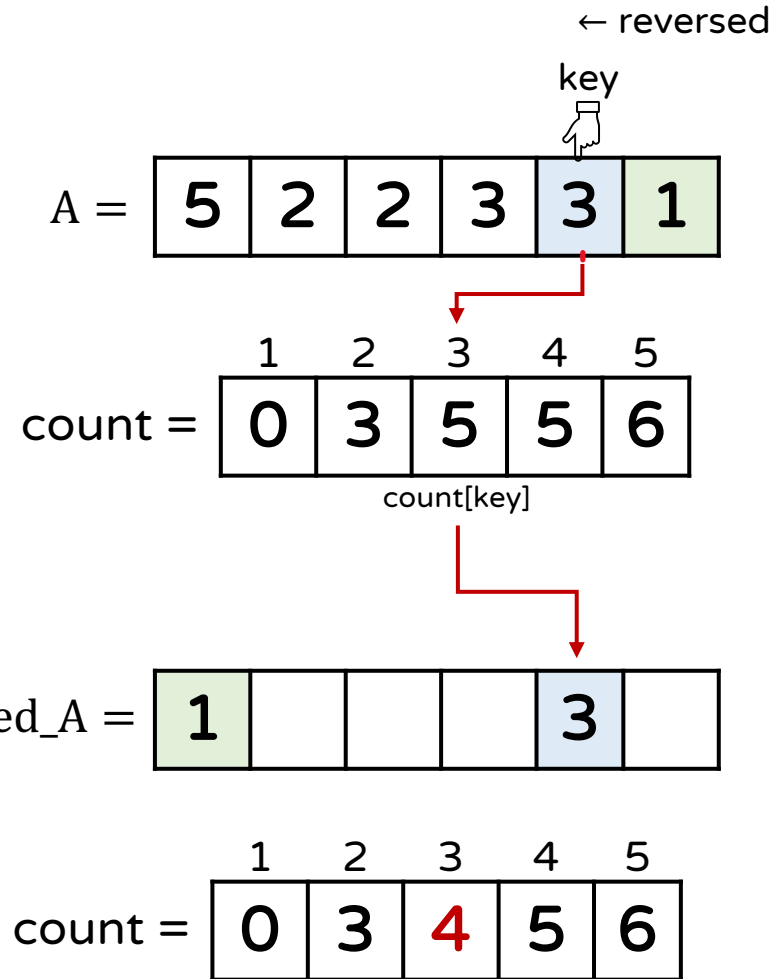 ← reversed
key
A = 5 2 2 3 3 1
1 2 3 4 5
count = 0 3 5 5 6
count[key]
ed_A = 1 3
1 2 3 4 5
count = 0 3 4 5 6